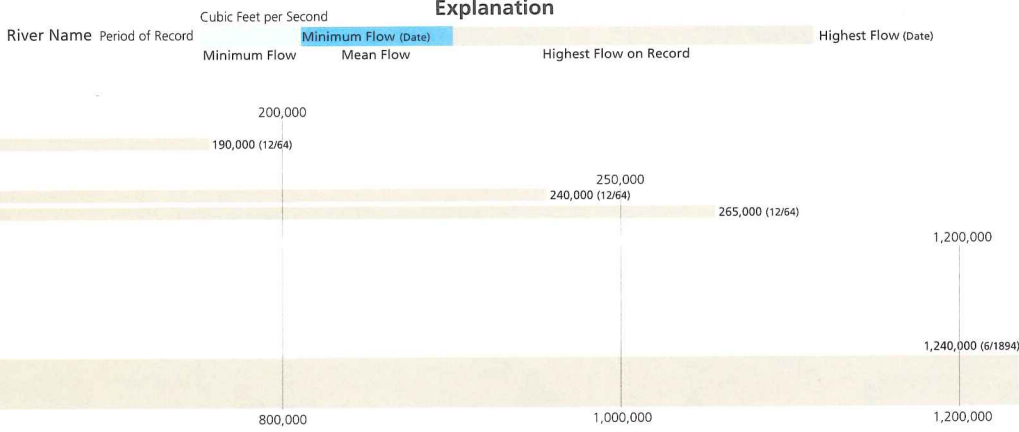 Explanation
Cubic Feet per Second
River Name Period of Record Minimum Flow (Date) Highest Flow (Date)
Minimum Flow Mean Flow Highest Flow on Record
200,000
190,000 (12/64)
250,000
240,000 (12/64)
265,000 (12/64)
1,200,000
1,240,000 (6/1894)
800,000 1,000,000 1,200,000